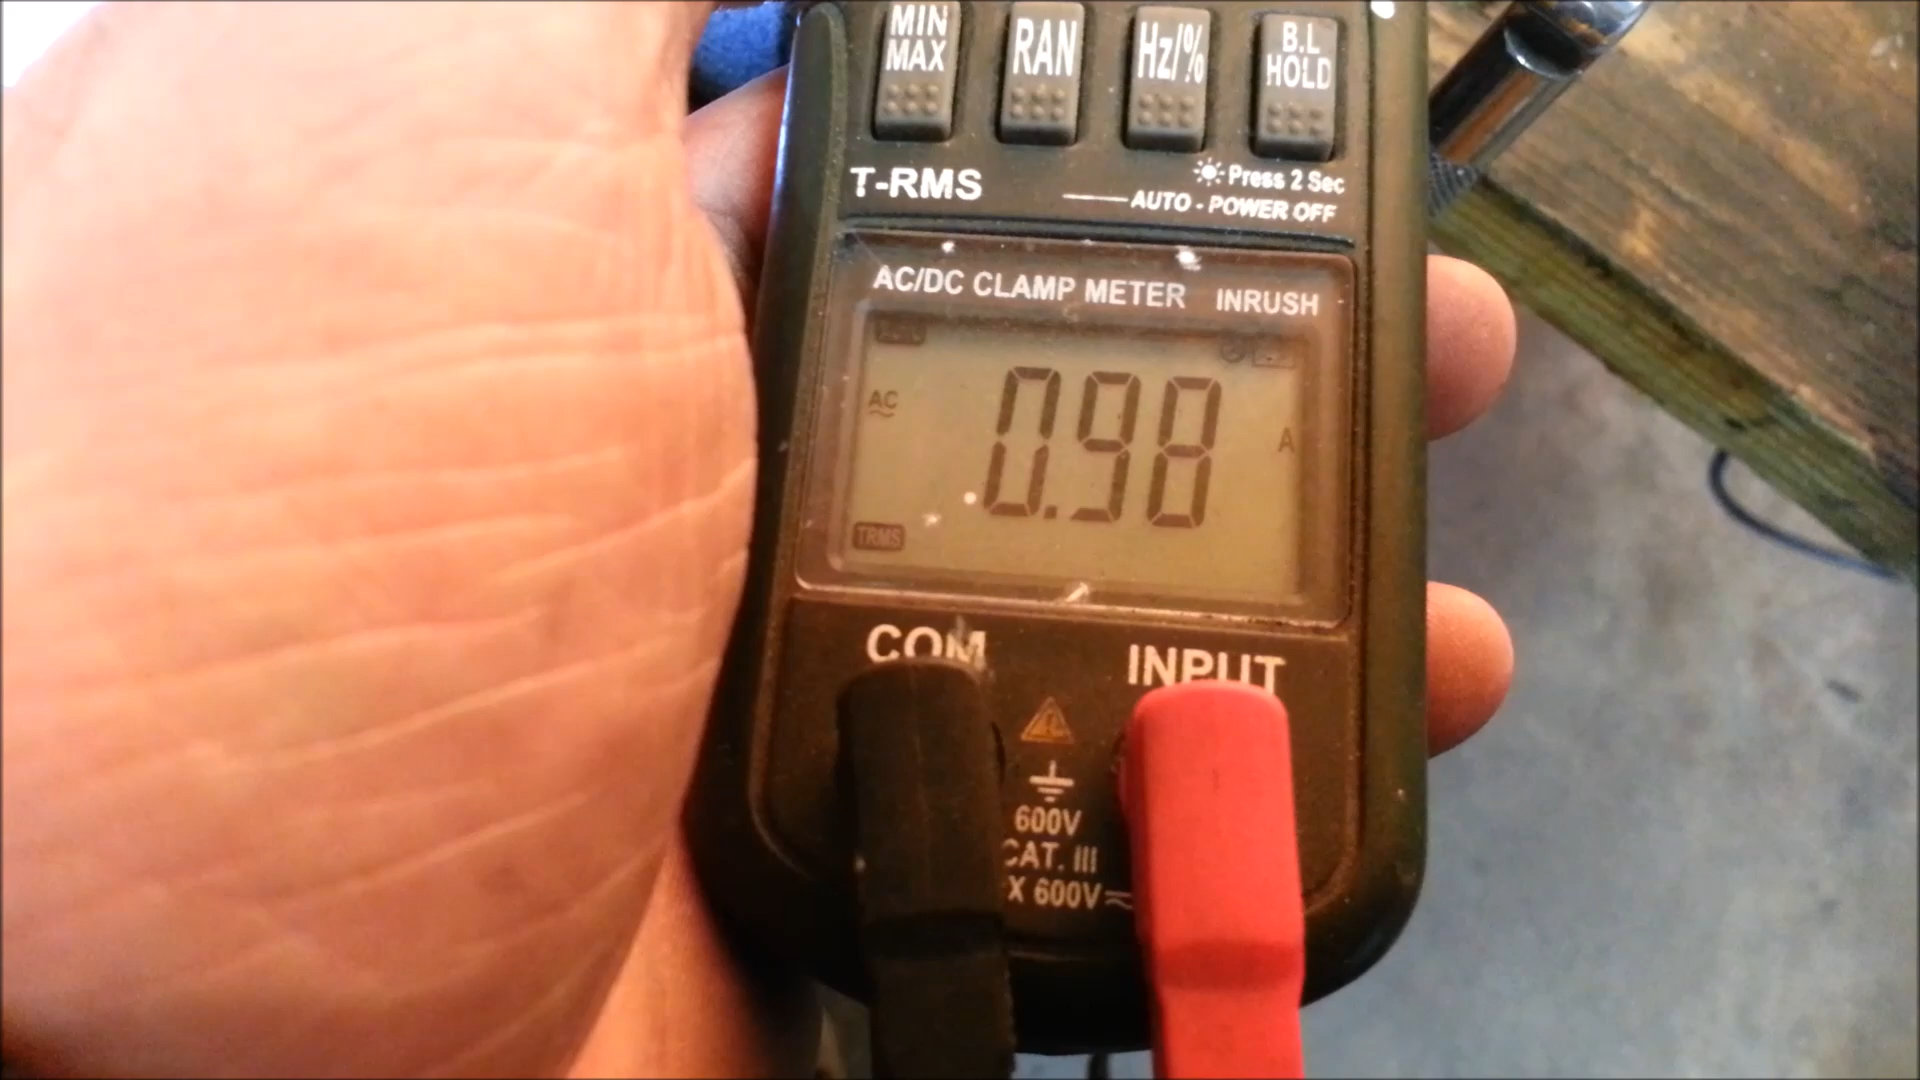 MIN
MAX
RAN
Hz/%
B.L
HOLD
T-RMS
Press 2 Sec
AUTO - POWER OFF
AC/DC CLAMP METER INRUSH
AC
0.98
A
TRMS
COM
INPUT
600V
CAT. III
X 600V